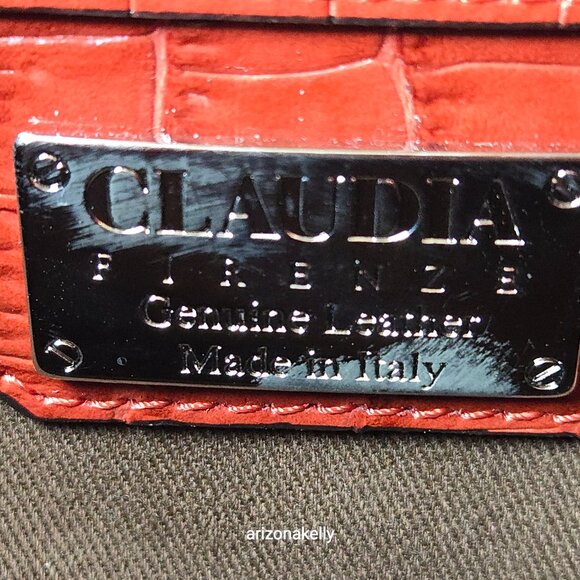 CLAUDIA
FIRENZE
Genuine Leather
Made in Italy
arizonakelly